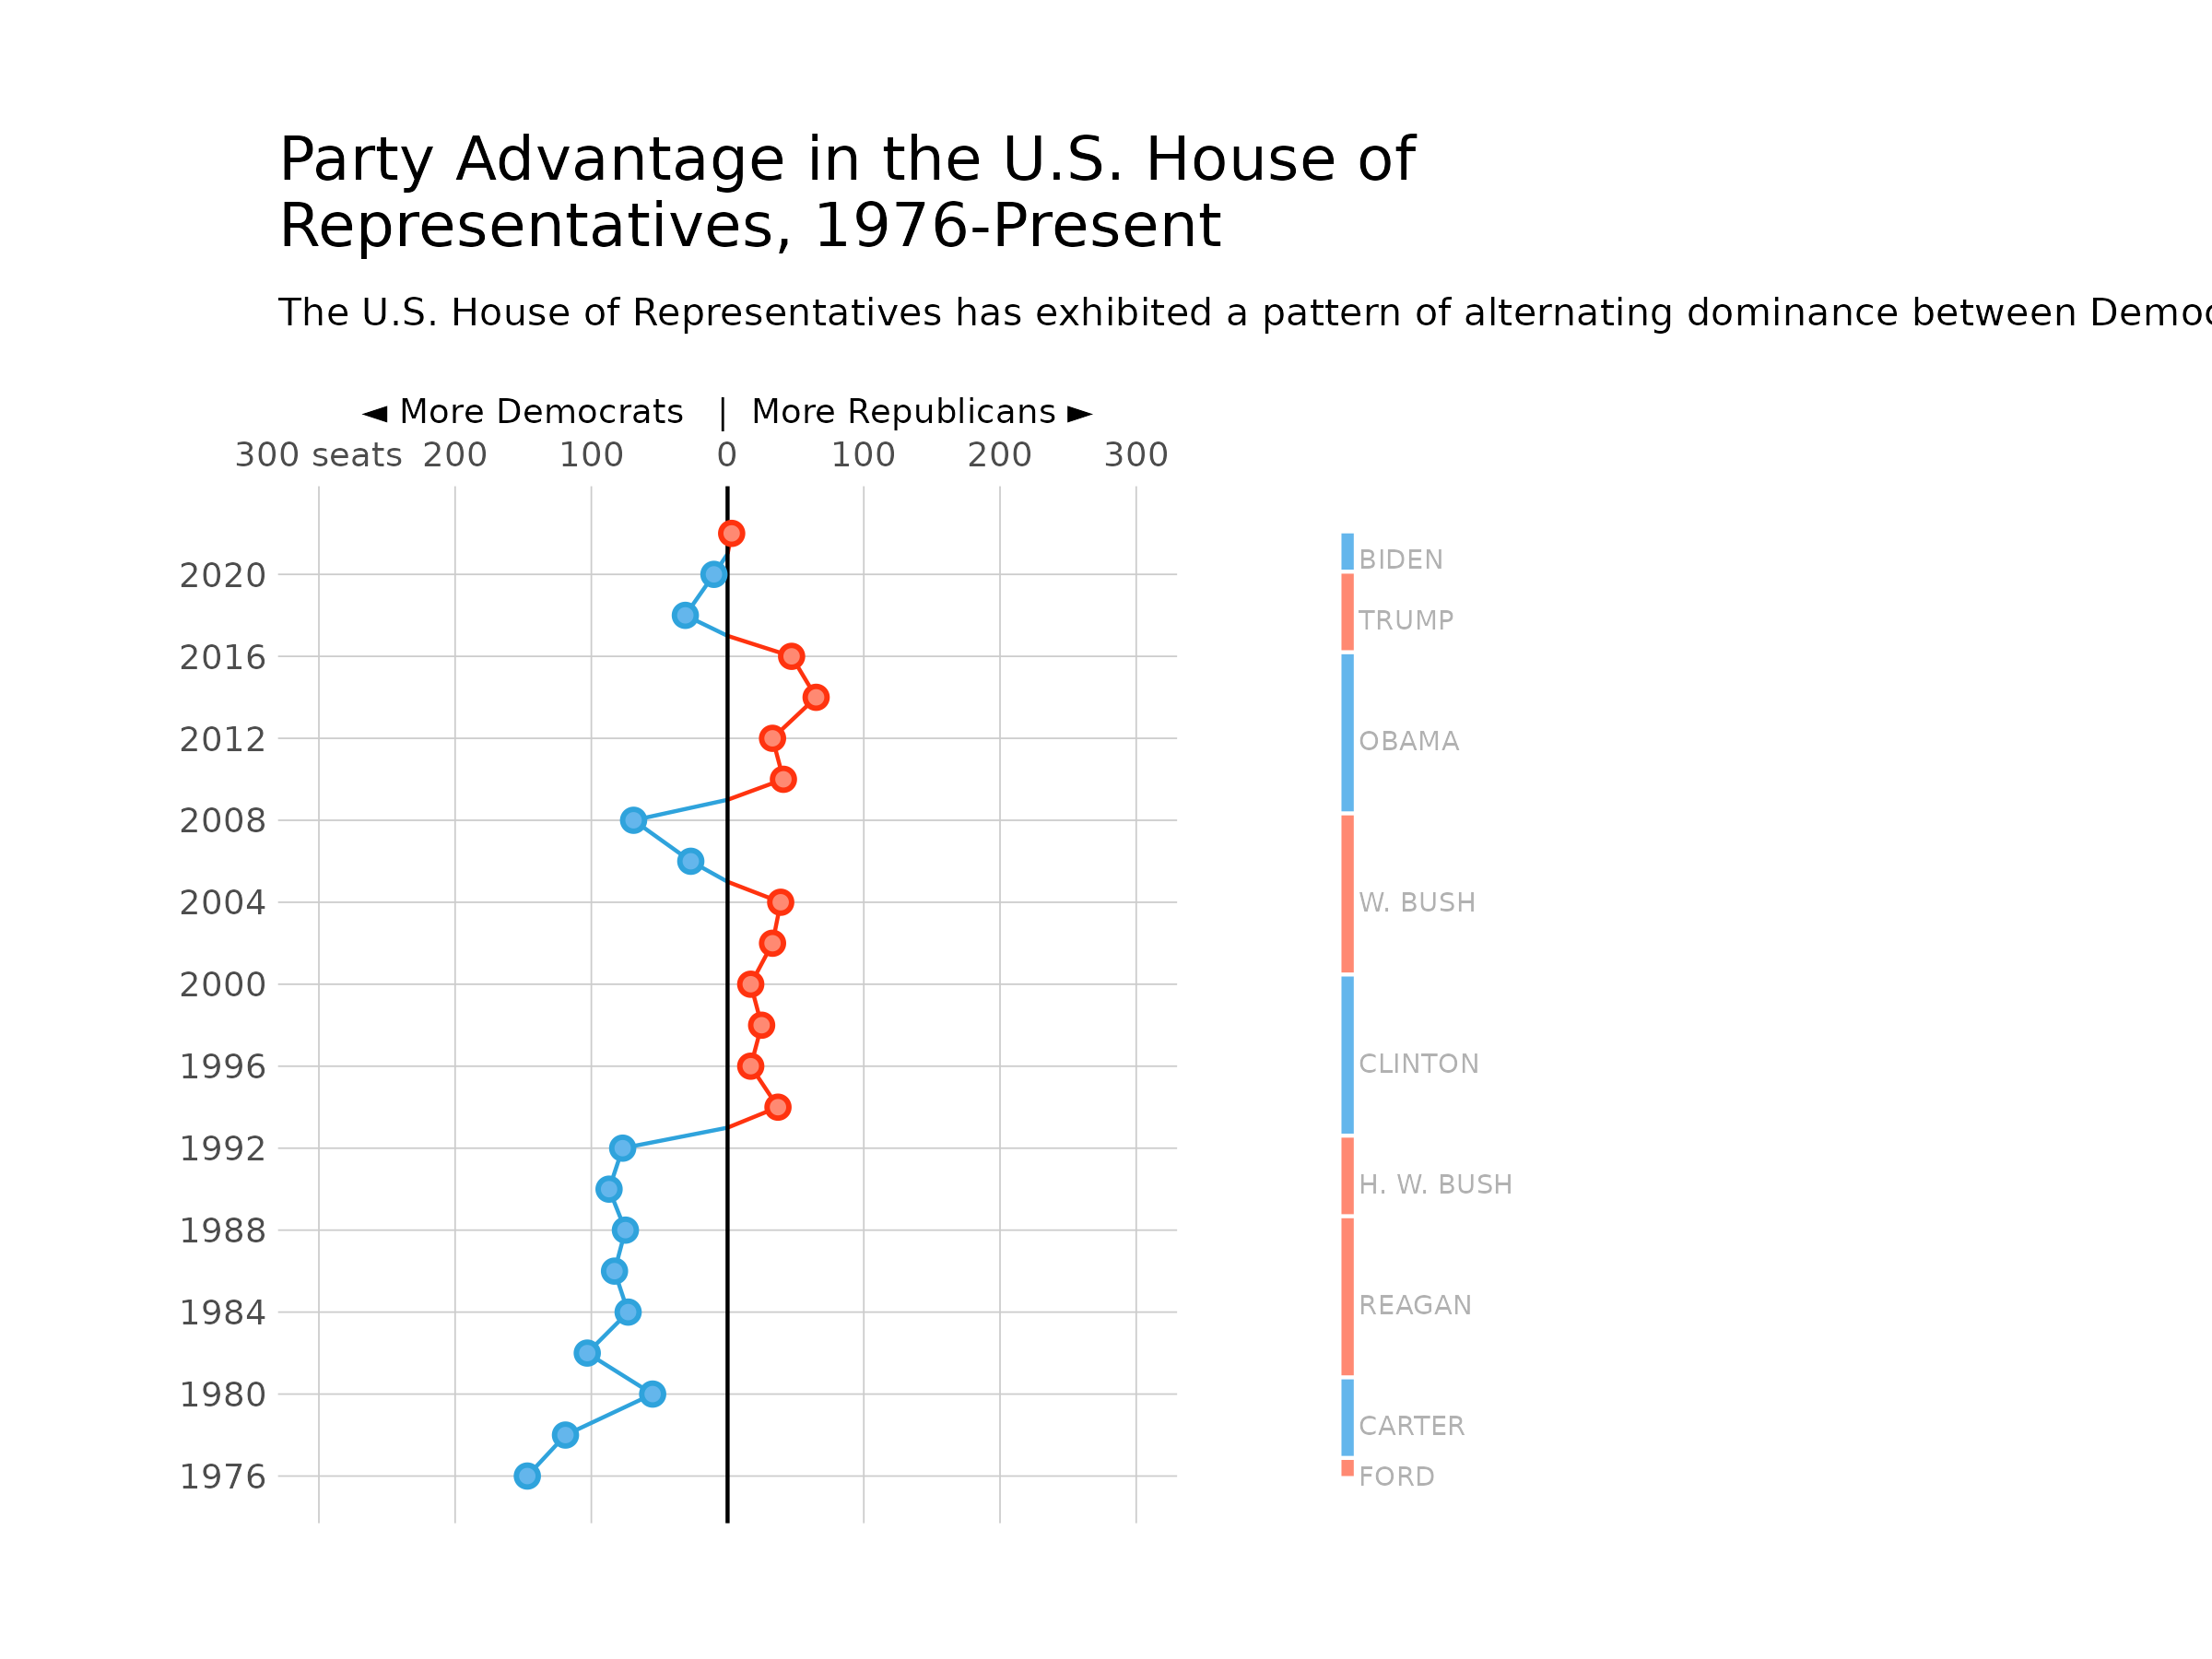 Party Advantage in the U.S. House of
Representatives, 1976-Present
The U.S. House of Representatives has exhibited a pattern of alternating dominance between
◄ More Democrats | More Republicans ►
300 seats 200 100 0 100 200 300
2020
2016
2012
2008
2004
2000
1996
1992
1988
1984
1980
1976
BIDEN
TRUMP
OBAMA
W. BUSH
CLINTON
H. W. BUSH
REAGAN
CARTER
FORD